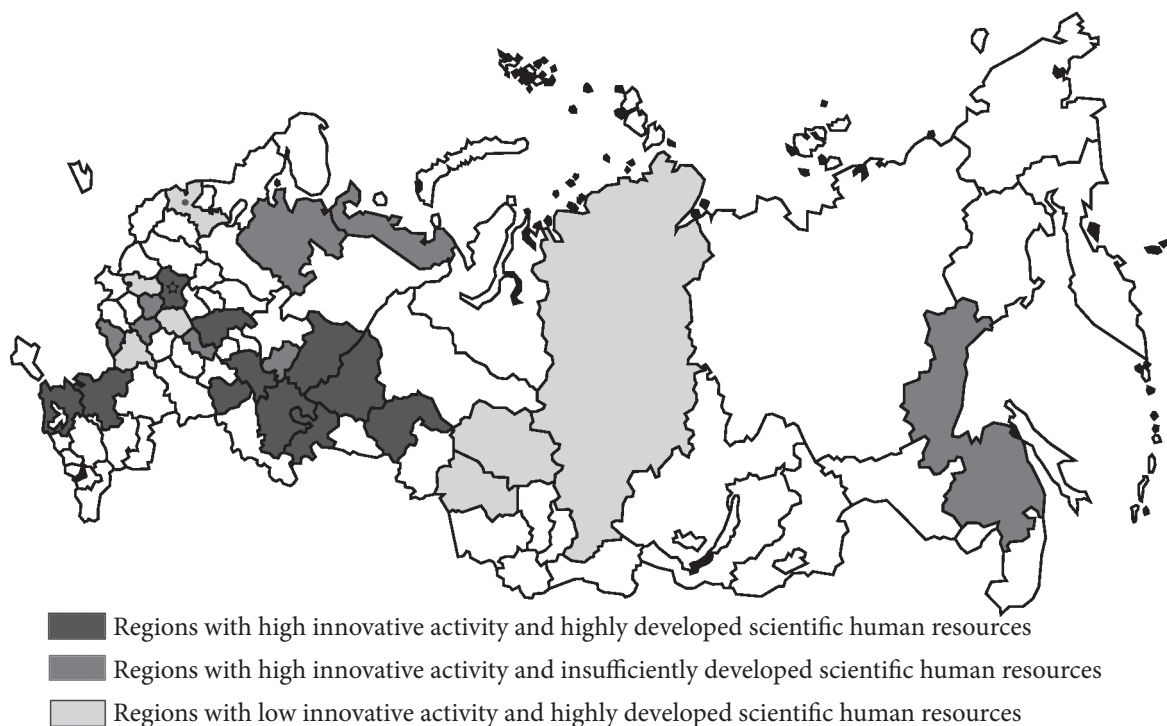 Regions with high innovative activity and highly developed scientific human resources
Regions with high innovative activity and insufficiently developed scientific human resources
Regions with low innovative activity and highly developed scientific human resources